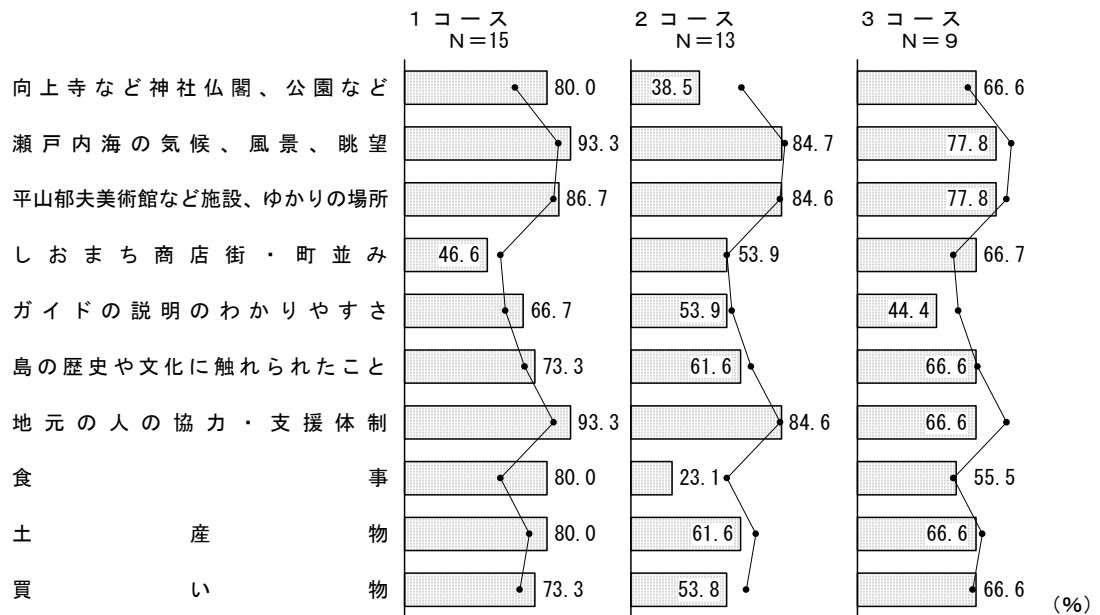 1 コース 2 コース 3 コース
N＝15 N＝13 N＝9
向上寺など神社仏閣、公園など 80.0 38.5 66.6
瀬戸内海の気候、風景、眺望 93.3 84.7 77.8
平山郁夫美術館など施設、ゆかりの場所 86.7 84.6 77.8
しおまち商店街・町並み 46.6 53.9 66.7
ガイドの説明のわかりやすさ 66.7 53.9 44.4
島の歴史や文化に触れられたこと 73.3 61.6 66.6
地元の人の協力・支援体制 93.3 84.6 66.6
食事 80.0 23.1 55.5
土産物 80.0 61.6 66.6
買い物 73.3 53.8 66.6
(%)